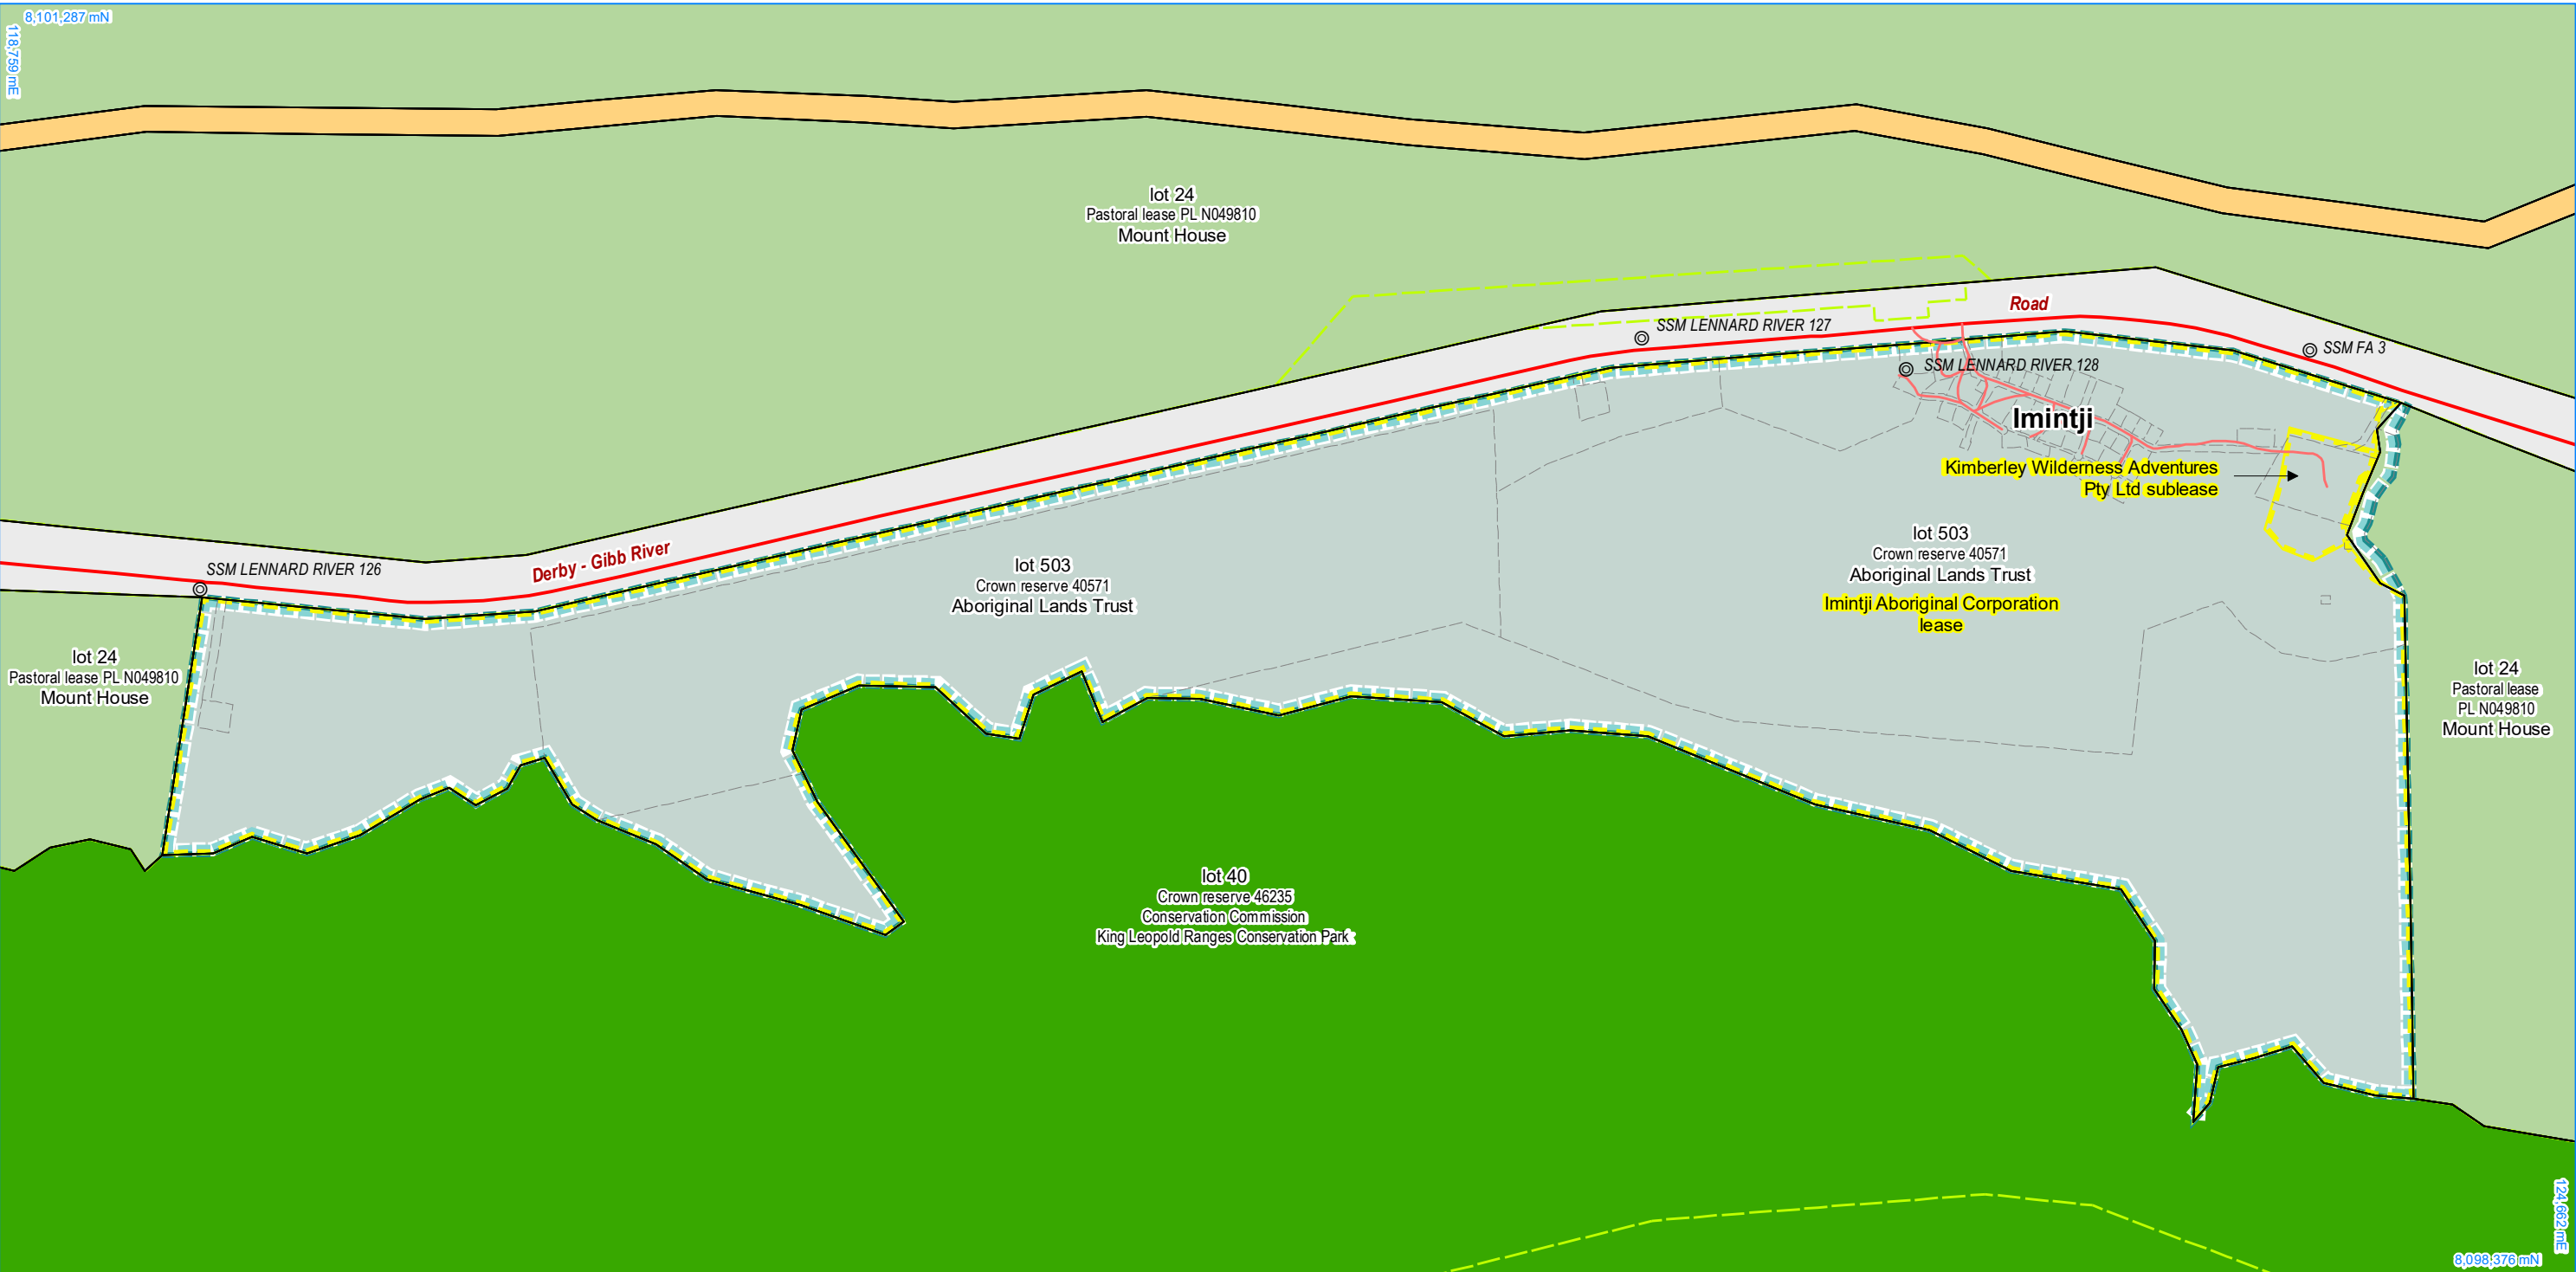 8,101,287 mN
118,759 mE
lot 24
Pastoral lease PL N049810
Mount House
Road
SSM LENNARD RIVER 127
SSM FA 3
SSM LENNARD RIVER 128
Imintji
Kimberley Wilderness Adventures
Pty Ltd sublease
Derby - Gibb River
SSM LENNARD RIVER 126
lot 503
Crown reserve 40571
Aboriginal Lands Trust
lot 503
Crown reserve 40571
Aboriginal Lands Trust
Imintji Aboriginal Corporation
lease
lot 24
Pastoral lease PL N049810
Mount House
lot 24
Pastoral lease
PL N049810
Mount House
lot 40
Crown reserve 46235
Conservation Commission
King Leopold Ranges Conservation Park
124,662 mE
8,098,376 mN